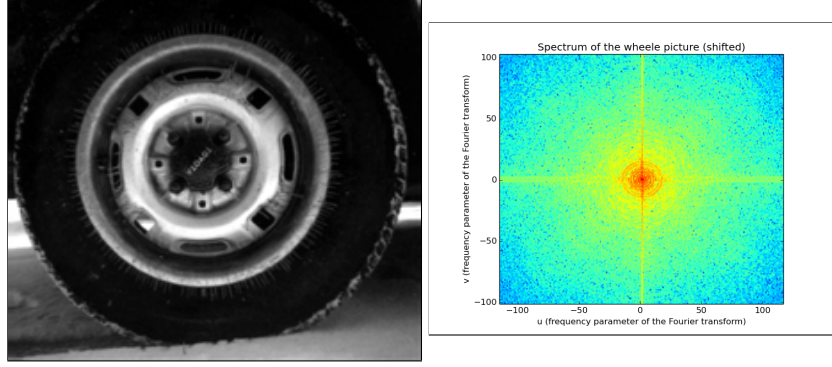 TOYOTA
Spectrum of the wheele picture (shifted)
v (frequency parameter of the Fourier transform)
100
50
0
−50
−100
−100
−50
0
50
100
u (frequency parameter of the Fourier transform)